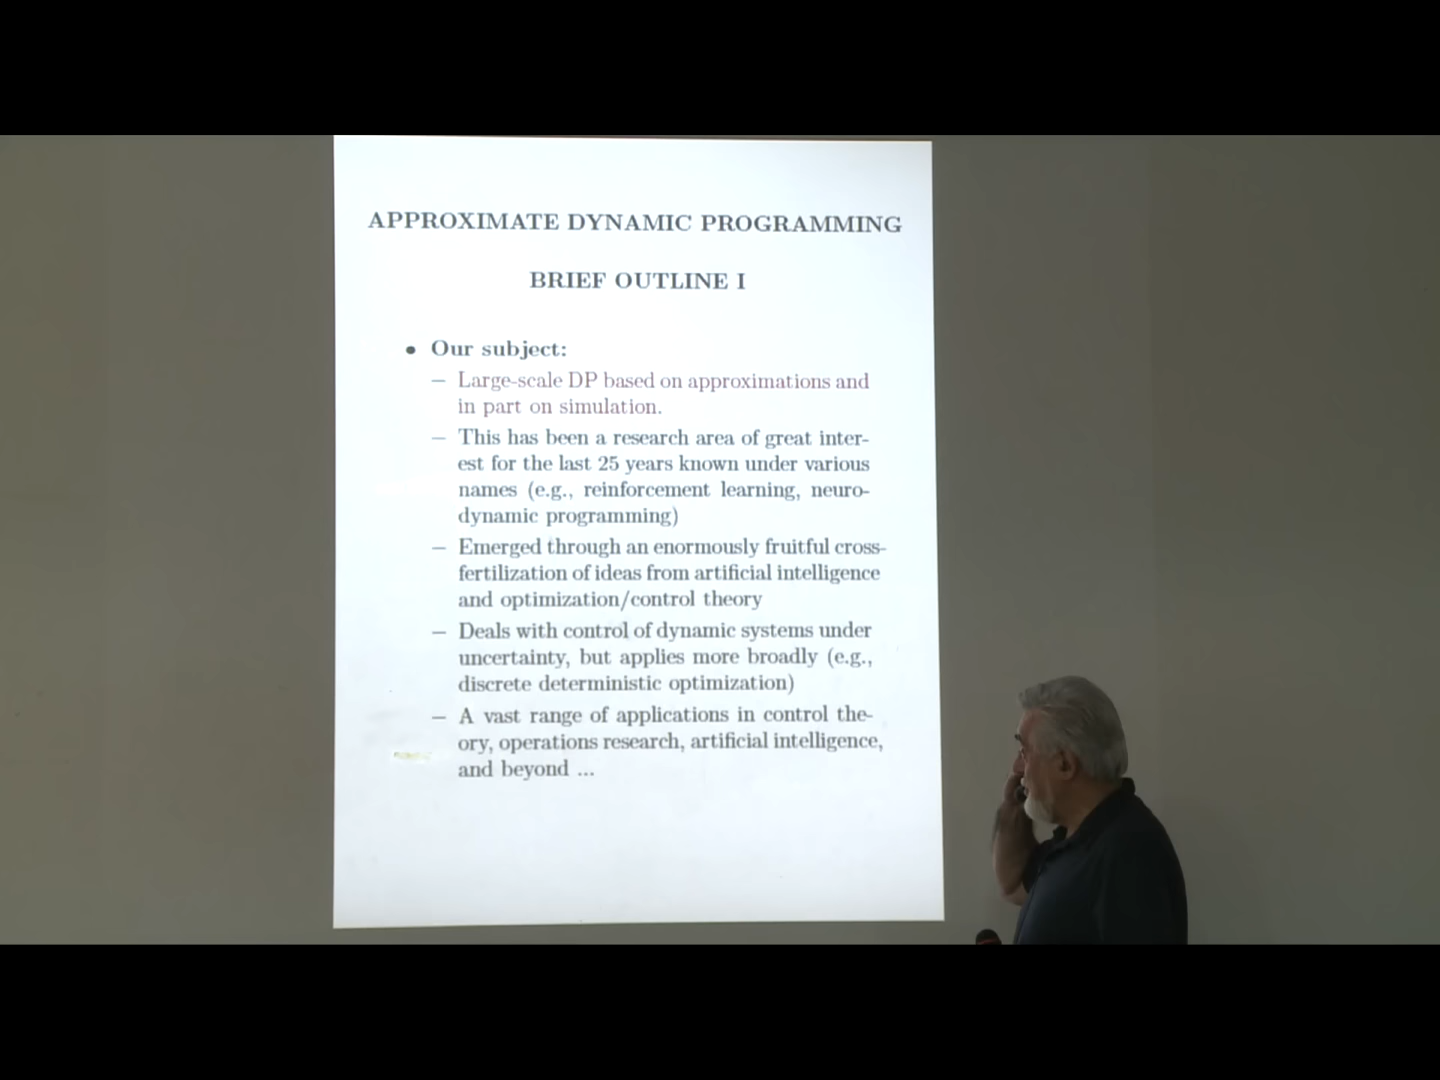 APPROXIMATE DYNAMIC PROGRAMMING
BRIEF OUTLINE I
• Our subject:
– Large-scale DP based on approximations and
in part on simulation.
– This has been a research area of great inter-
est for the last 25 years known under various
names (e.g., reinforcement learning, neuro-
dynamic programming)
– Emerged through an enormously fruitful cross-
fertilization of ideas from artificial intelligence
and optimization/control theory
– Deals with control of dynamic systems under
uncertainty, but applies more broadly (e.g.,
discrete deterministic optimization)
– A vast range of applications in control the-
ory, operations research, artificial intelligence,
and beyond ...